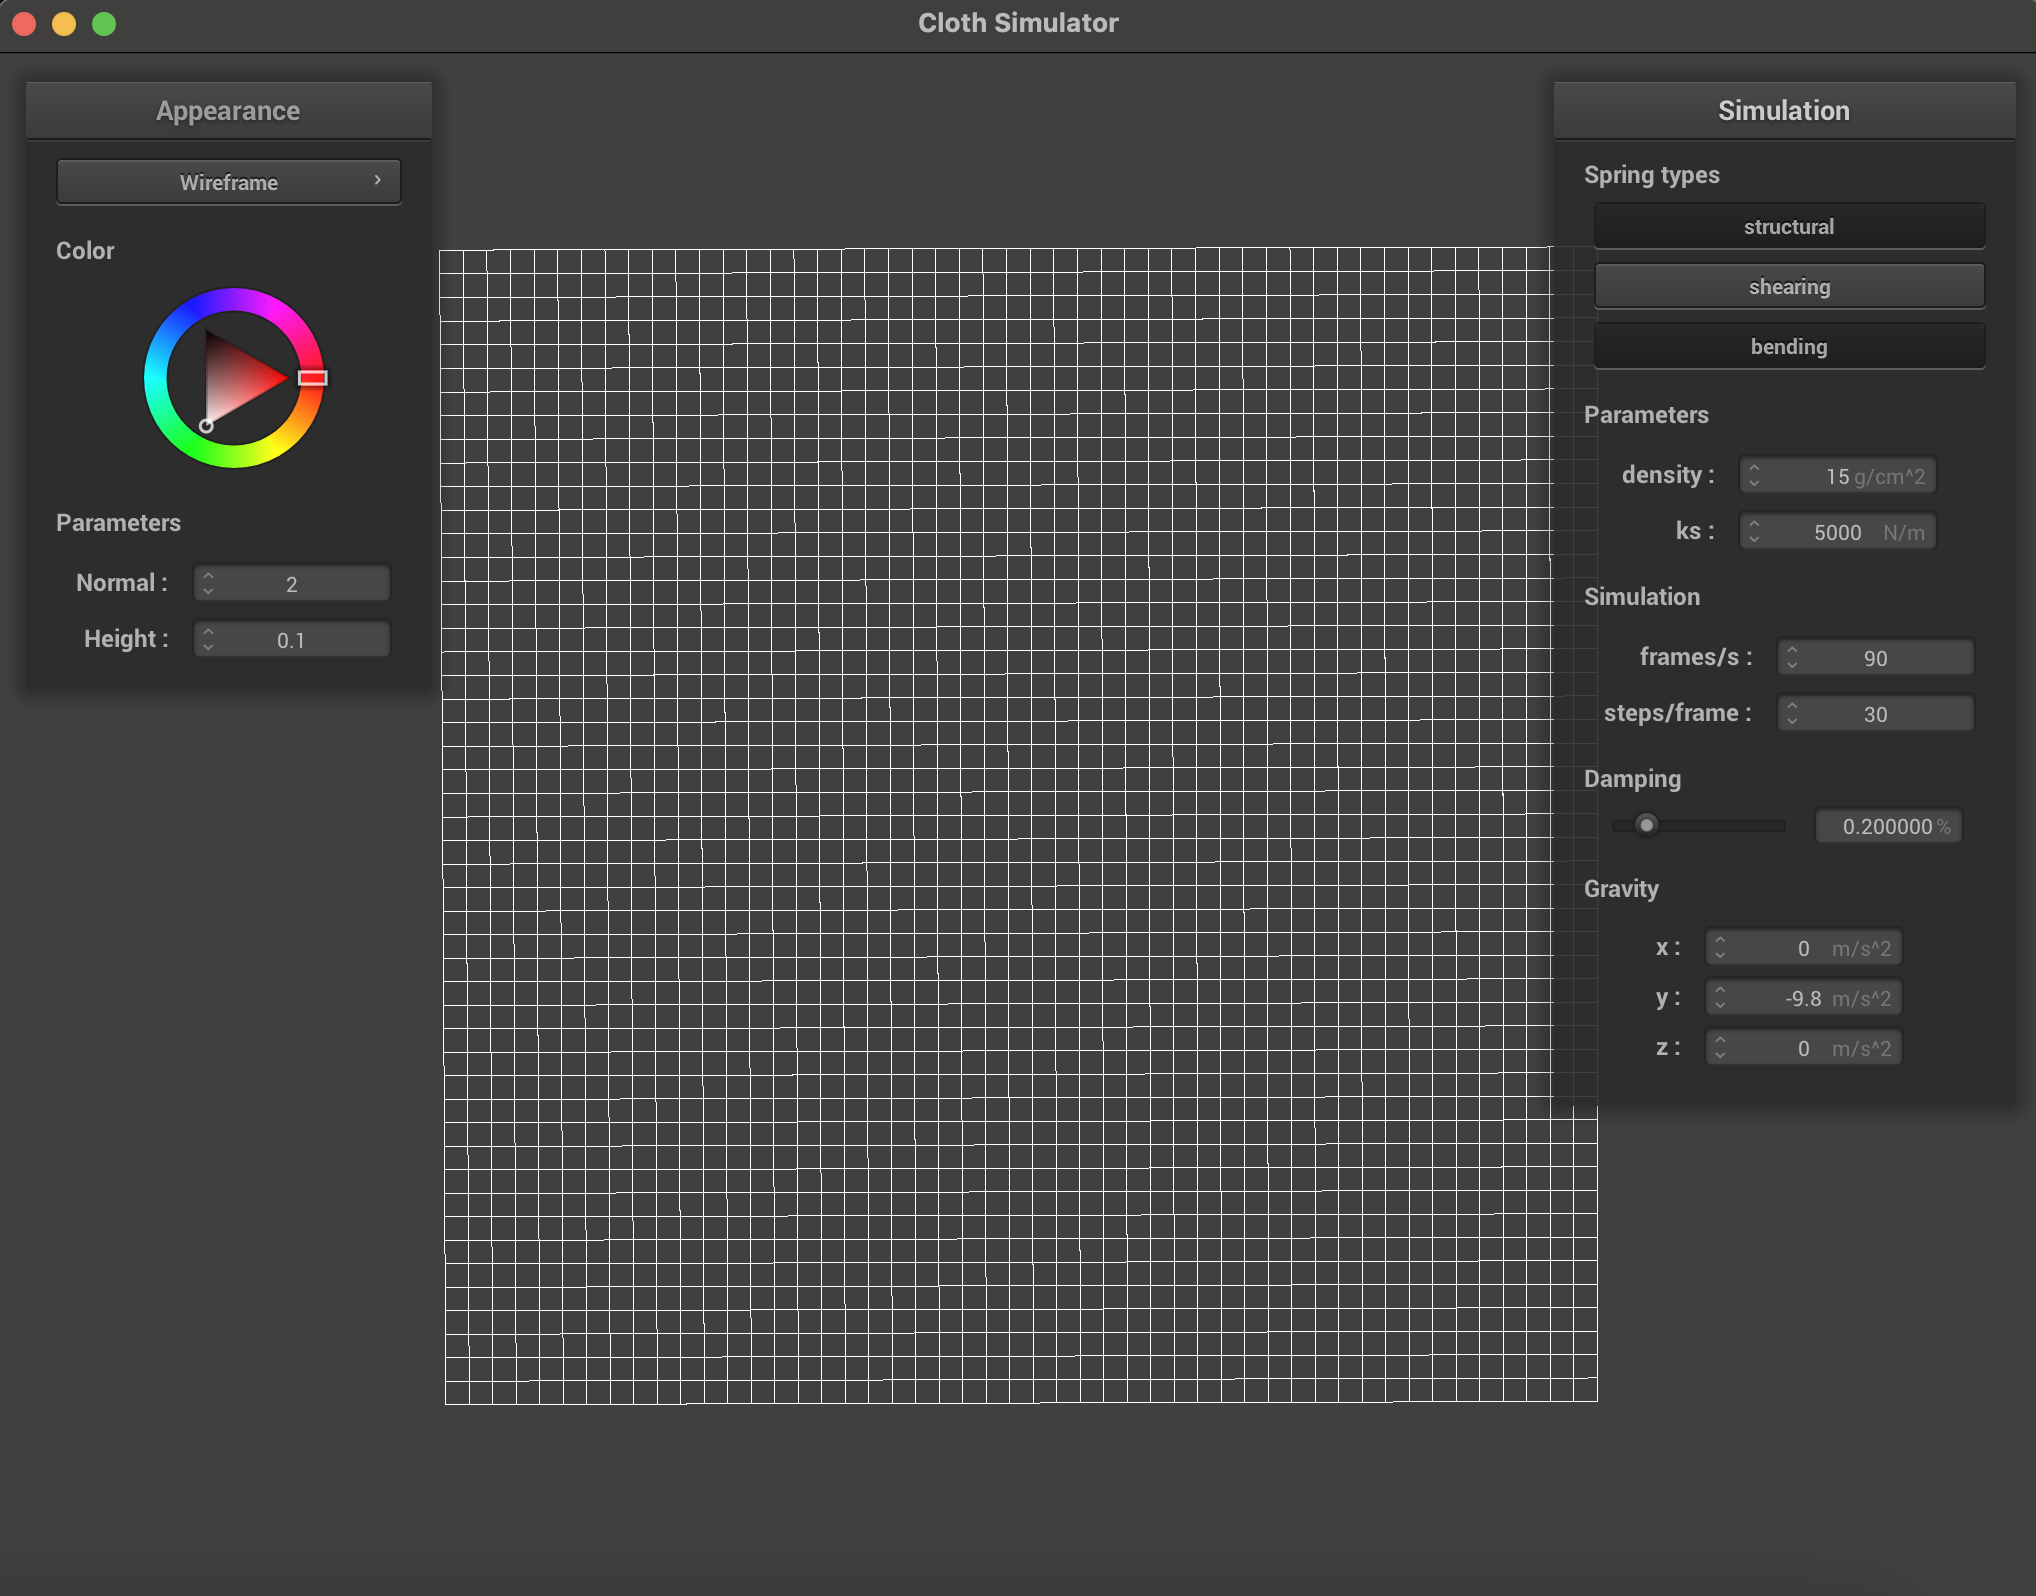 Cloth Simulator
Appearance
Wireframe
Color
Parameters
Normal : 2
Height : 0.1
Simulation
Spring types
structural
shearing
bending
Parameters
density : 15 g/cm^2
ks : 5000 N/m
Simulation
frames/s : 90
steps/frame : 30
Damping
0.200000 %
Gravity
x : 0 m/s^2
y : -9.8 m/s^2
z : 0 m/s^2